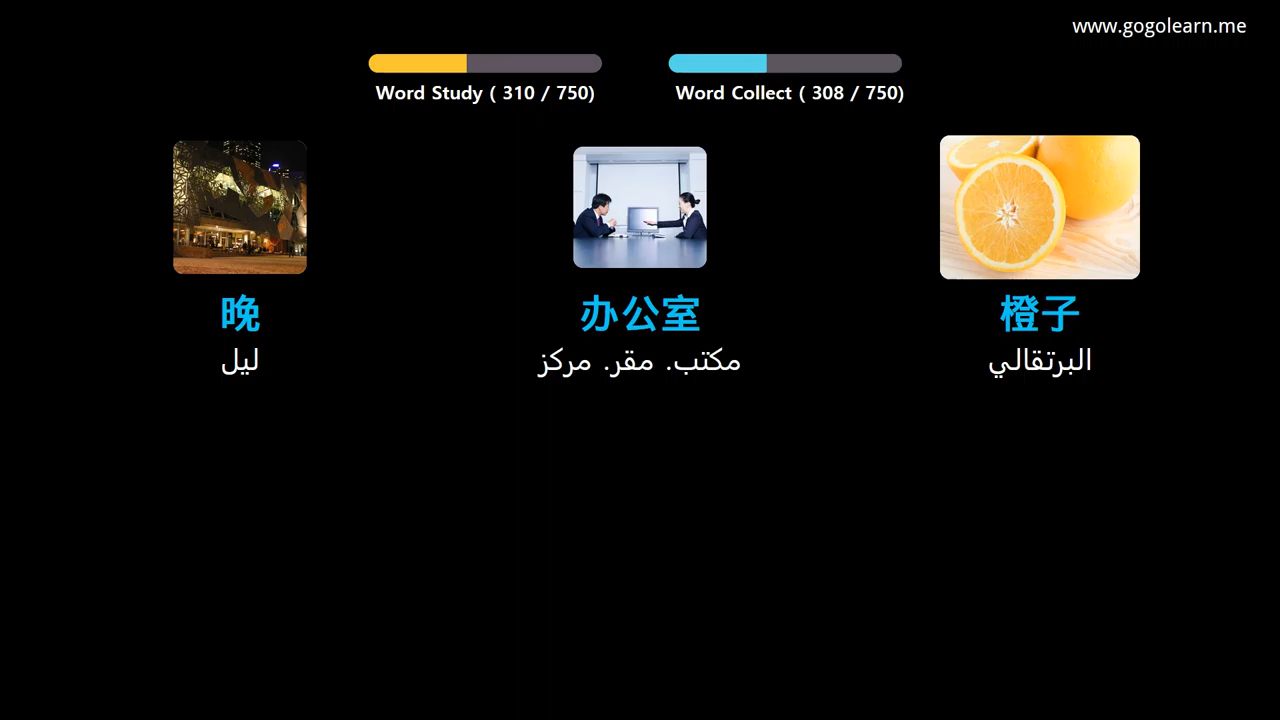 www.gogolearn.me
Word Study ( 310 / 750)
Word Collect ( 308 / 750)
晚
办公室
橙子
ليل
مكتب. مقر. مركز
البرتقالي